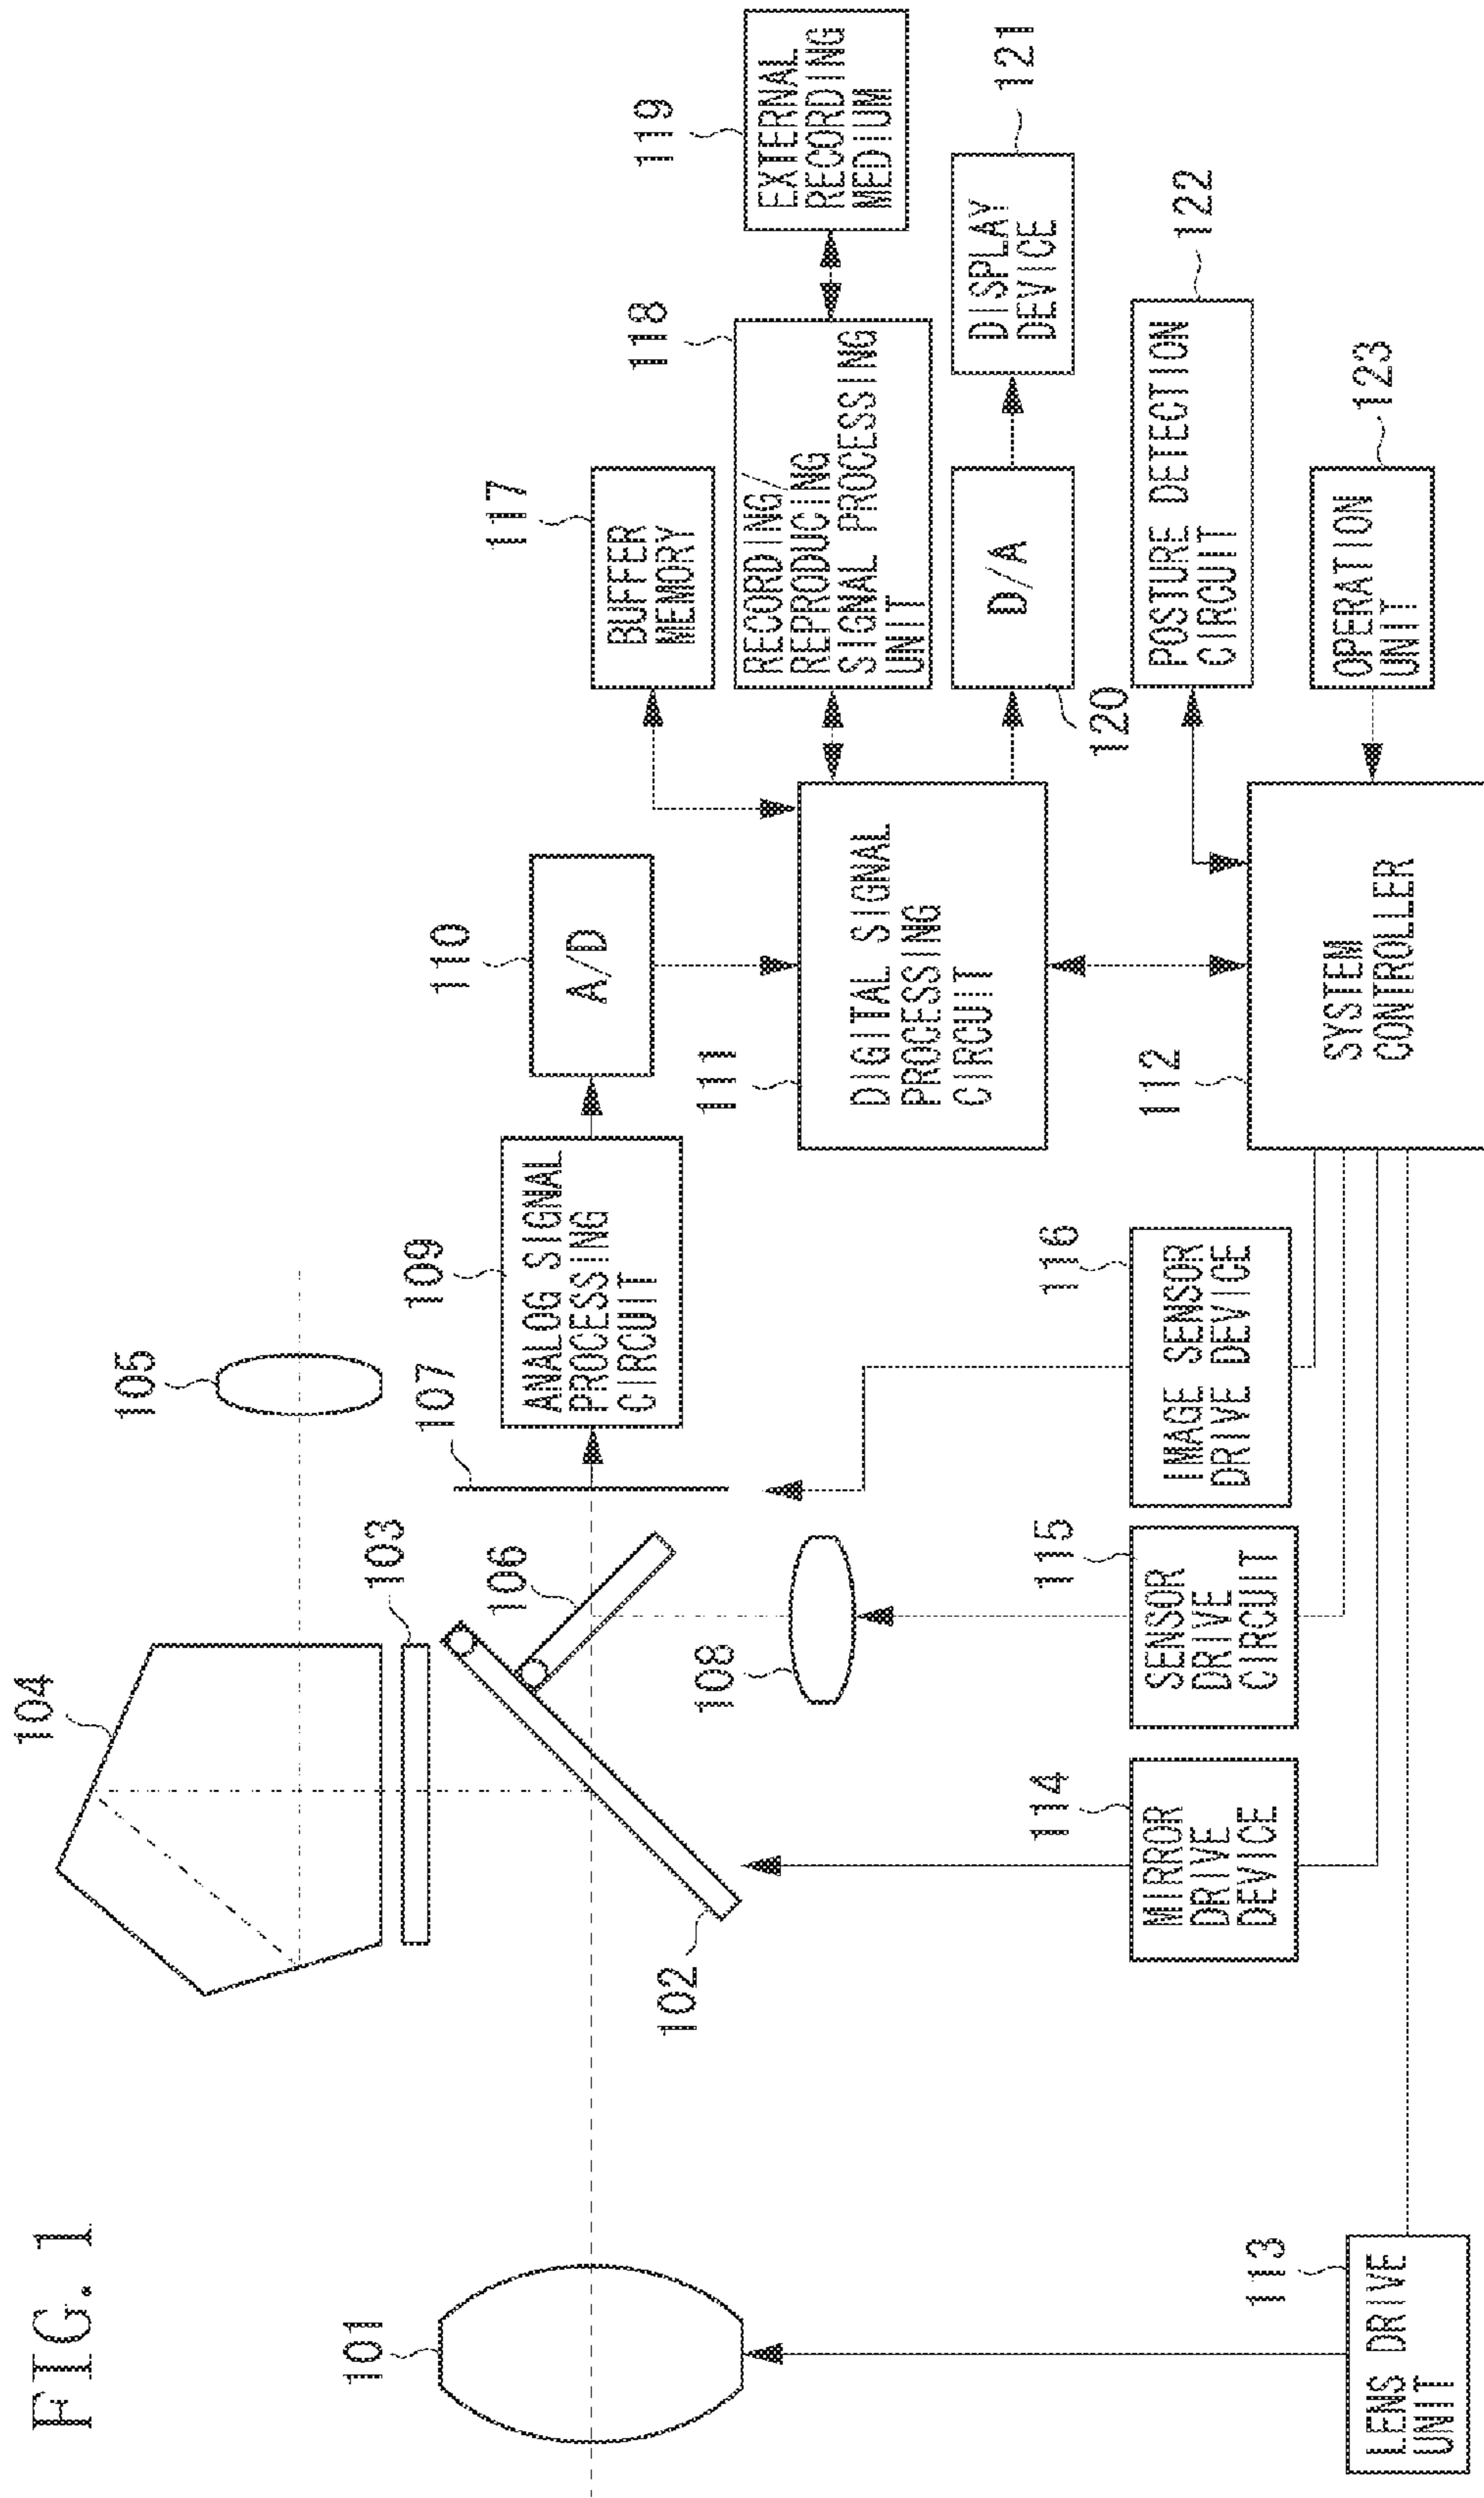 FIG. 1
104
105
103
101
107
109
ANALOG SIGNAL
PROCESSING
CIRCUIT
110
A/D
117
BUFFER
MEMORY
106
102
108
111
DIGITAL SIGNAL
PROCESSING
CIRCUIT
118
RECORDING/
REPRODUCING
SIGNAL PROCESSING
UNIT
119
EXTERNAL
RECORDING
MEDIUM
120
D/A
121
DISPLAY
DEVICE
114
MIRROR
DRIVE
DEVICE
115
SENSOR
DRIVE
CIRCUIT
116
IMAGE SENSOR
DRIVE DEVICE
112
SYSTEM
CONTROLLER
122
POSTURE DETECTION
CIRCUIT
123
OPERATION
UNIT
113
LENS DRIVE
UNIT